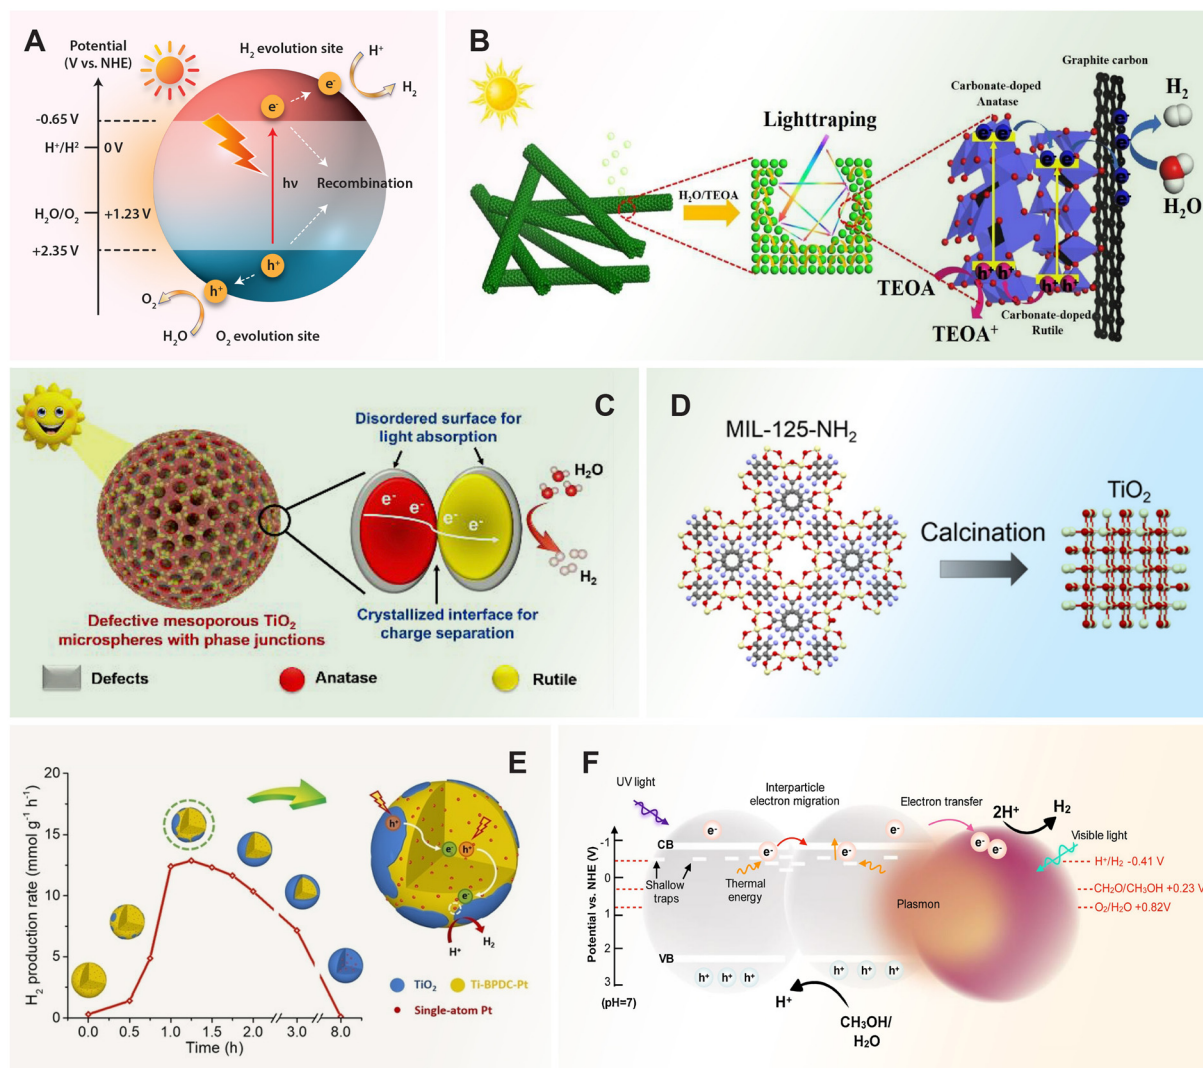 A
Potential
(V vs. NHE)
-0.65 V
H⁺/H² 0 V
H₂O/O₂ +1.23 V
+2.35 V
H₂ evolution site
H⁺
H₂
e⁻
e⁻
hν
Recombination
h⁺
h⁺
O₂
H₂O
O₂ evolution site
B
Lighttraping
H₂O/TEOA
Carbonate-doped
Anatase
Graphite carbon
H₂
H₂O
e⁻ e⁻
e⁻ e⁻
e⁻
e⁻
e⁻
e⁻
h⁺ h⁺
h⁺ h⁺
TEOA
TEOA⁺
Carbonate-doped
Rutile
C
Disordered surface for
light absorption
e⁻
e⁻
e⁻
e⁻
H₂O
H₂
Crystallized interface for
charge separation
Defective mesoporous TiO₂
microspheres with phase junctions
Defects
Anatase
Rutile
D
MIL-125-NH₂
Calcination
TiO₂
E
H₂ production rate (mmol g⁻¹ h⁻¹)
20
15
10
5
0
0.0 0.5 1.0 1.5 2.0 3.0 8.0
Time (h)
h⁺
e⁻
h⁺
e⁻
H⁺
H₂
TiO₂
Ti-BPDC-Pt
Single-atom Pt
F
UV light
Interparticle
electron migration
Electron transfer
2H⁺
H₂
Visible light
Potential vs. NHE (V)
-1
0
1
2
3
(pH=7)
CB
VB
e⁻
e⁻
e⁻
e⁻
e⁻
e⁻
Shallow
traps
Thermal
energy
Plasmon
H⁺/H₂ -0.41 V
CH₂O/CH₃OH +0.23 V
O₂/H₂O +0.82V
h⁺ h⁺ h⁺
h⁺ h⁺ h⁺
H⁺
CH₃OH/
H₂O